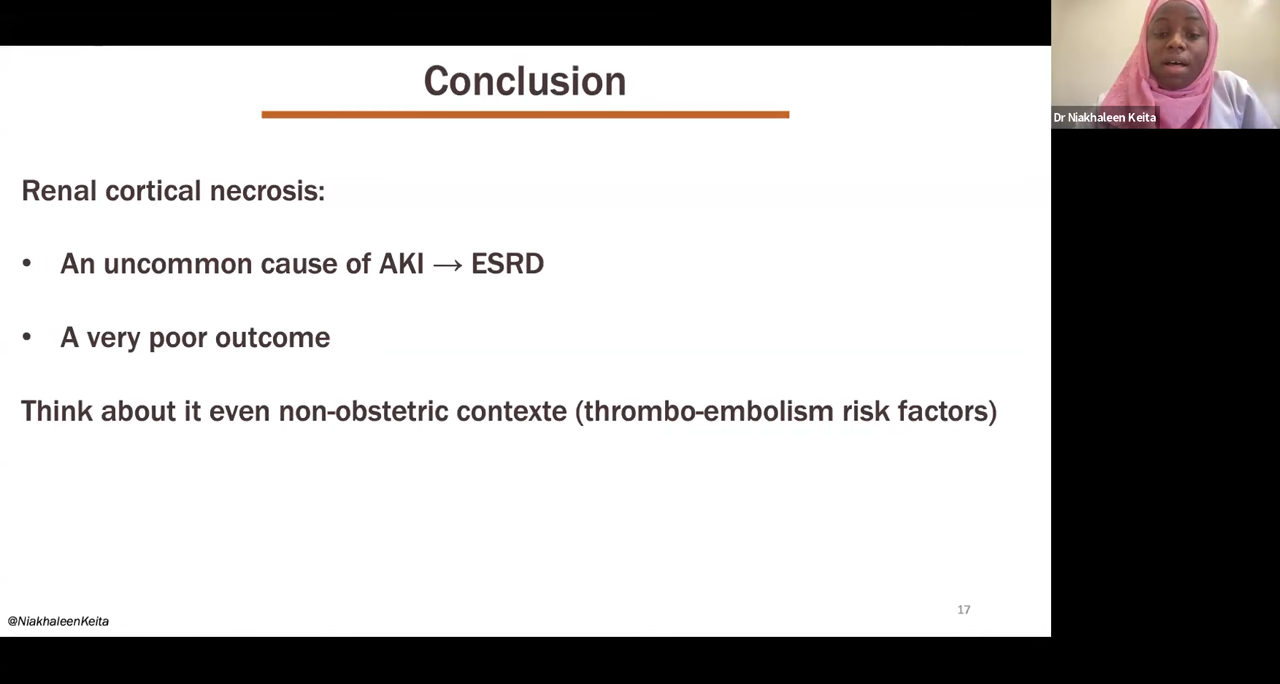 Conclusion
Dr Niakhaleen Keita
Renal cortical necrosis:
• An uncommon cause of AKI → ESRD
• A very poor outcome
Think about it even non-obstetric contexte (thrombo-embolism risk factors)
17
@NiakhaleenKeita